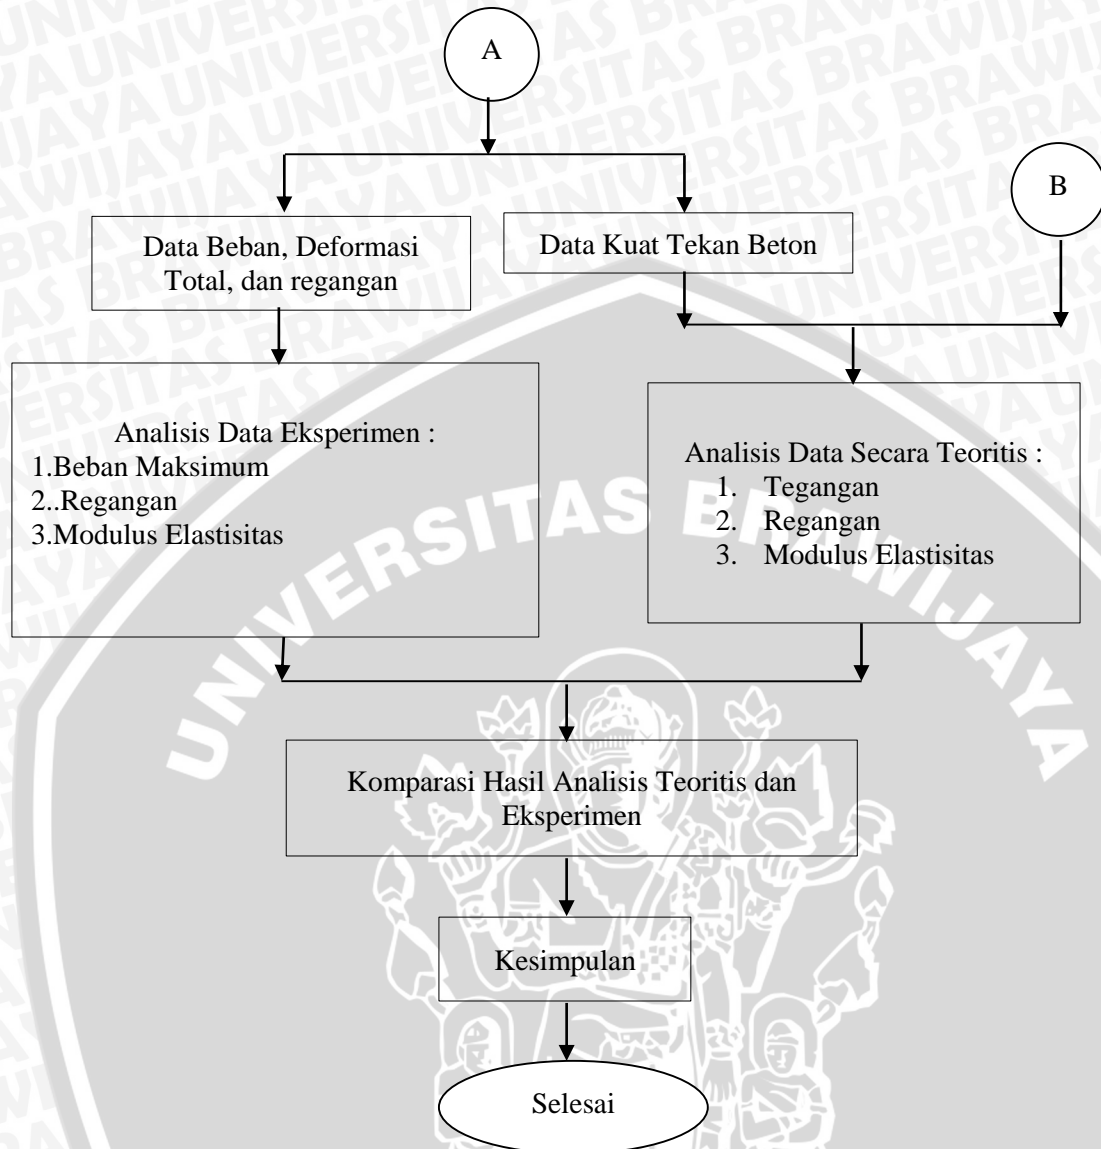 A
B
Data Beban, Deformasi
Total, dan regangan
Data Kuat Tekan Beton
Analisis Data Eksperimen :
1.Beban Maksimum
2..Regangan
3.Modulus Elastisitas
Analisis Data Secara Teoritis :
1. Tegangan
2. Regangan
3. Modulus Elastisitas
UNIVERSITAS BRAWIJAYA
Komparasi Hasil Analisis Teoritis dan
Eksperimen
Kesimpulan
Selesai